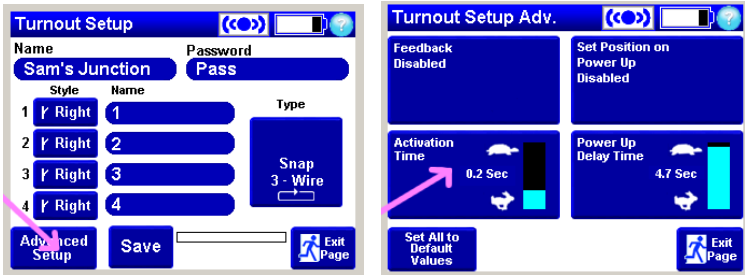 Turnout Setup
Name
Password
Sam's Junction
Pass
Style
Name
Type
1 Right 1
2 Right 2
3 Right 3
4 Right 4
Snap
3 - Wire
Advanced
Setup
Save
Exit
Page
Turnout Setup Adv.
Feedback
Disabled
Set Position on
Power Up
Disabled
Activation
Time
0.2 Sec
Power Up
Delay Time
4.7 Sec
Set All to
Default
Values
Exit
Page